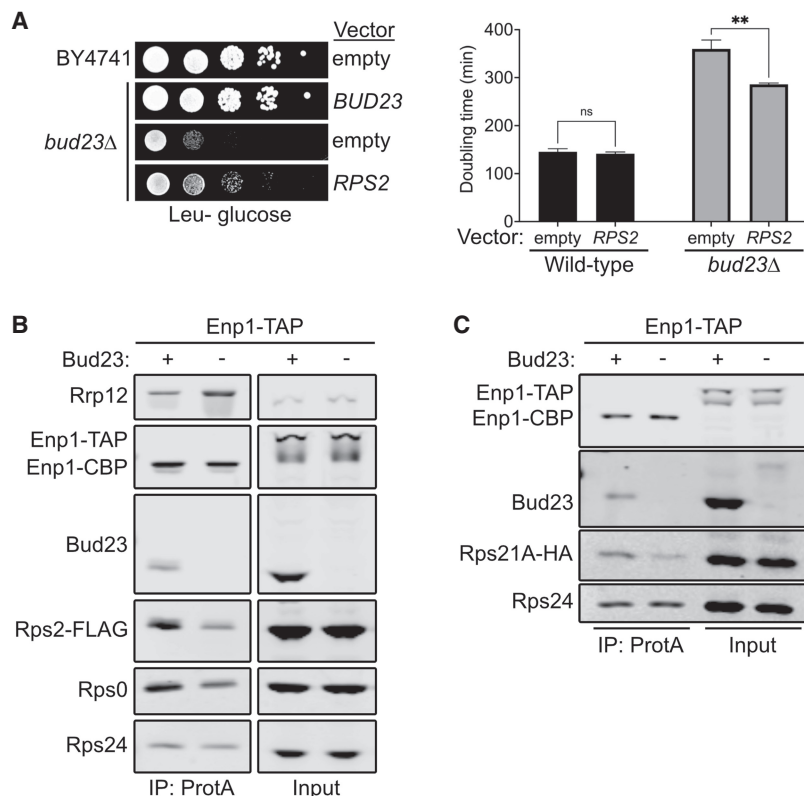 A
Vector
BY4741 empty
BUD23
bud23Δ empty
RPS2
Leu- glucose
Doubling time (min)
400
300
200
100
0
ns
**
Vector: empty RPS2 empty RPS2
Wild-type bud23Δ
B
Enp1-TAP
Bud23: + - + -
Rrp12
Enp1-TAP
Enp1-CBP
Bud23
Rps2-FLAG
Rps0
Rps24
IP: ProtA Input
C
Enp1-TAP
Bud23: + - + -
Enp1-TAP
Enp1-CBP
Bud23
Rps21A-HA
Rps24
IP: ProtA Input